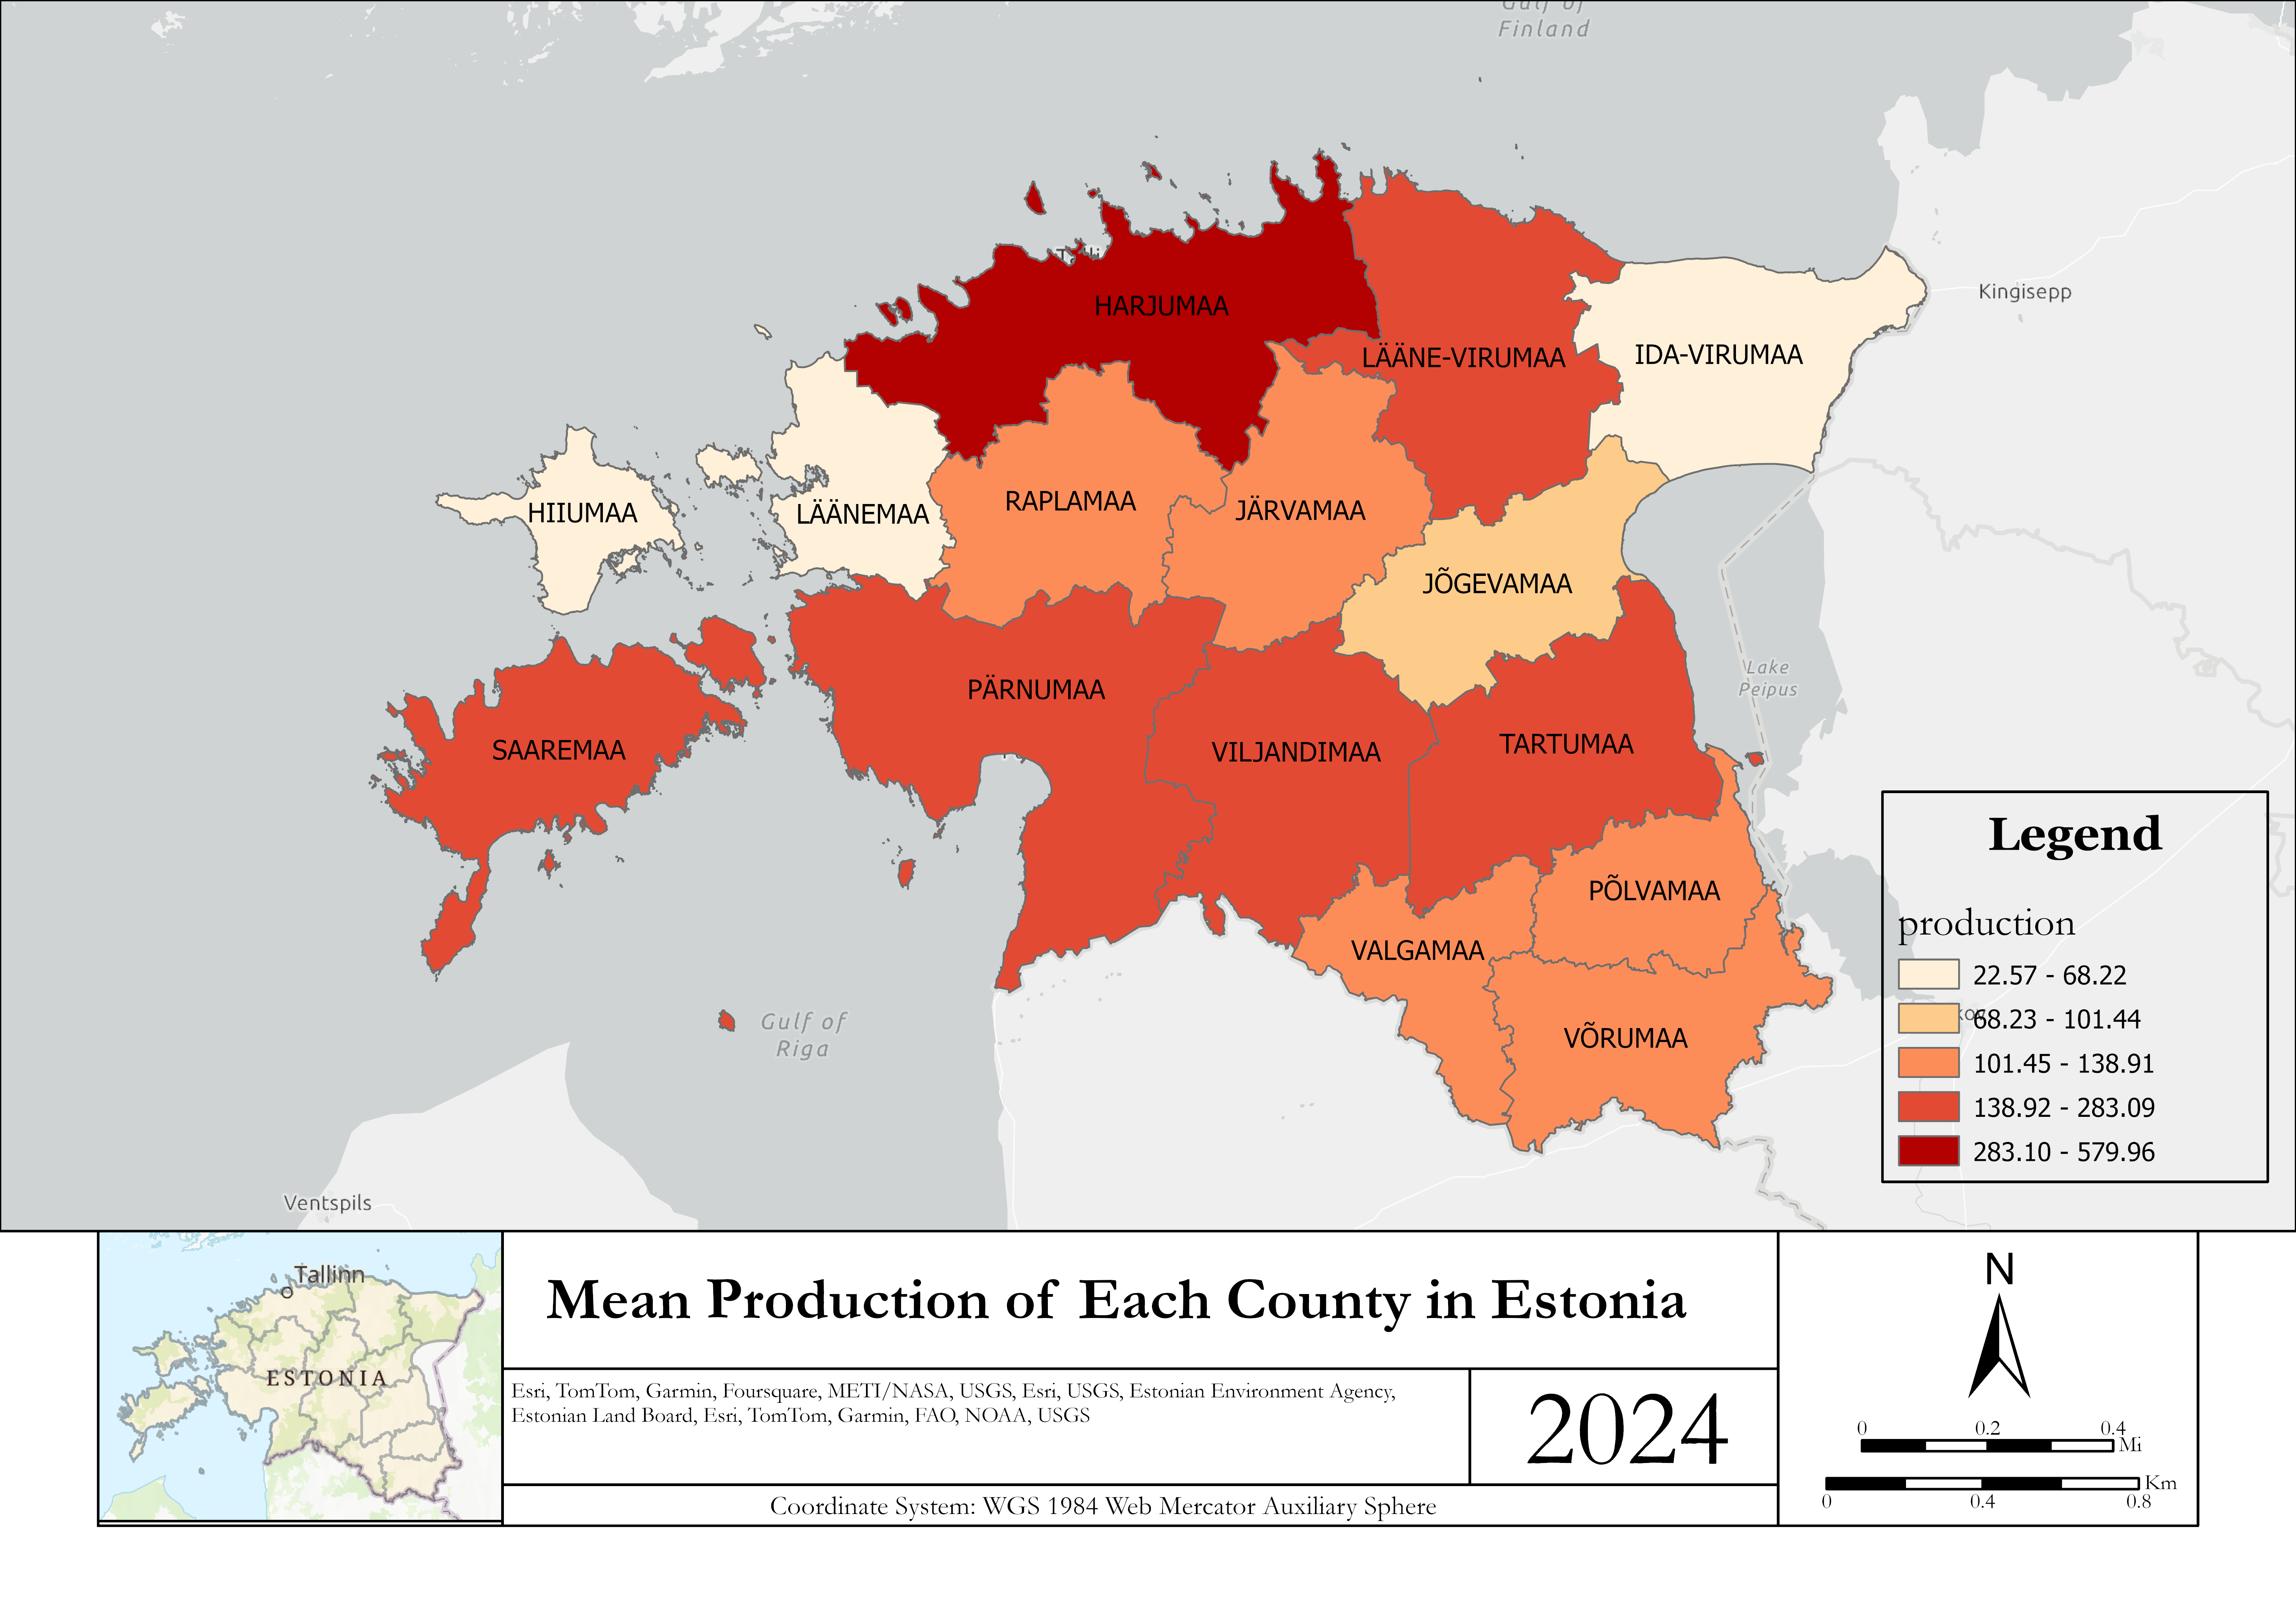 Gulf of
Finland
Kingisepp
HARJUMAA
LÄÄNE-VIRUMAA
IDA-VIRUMAA
HIIUMAA
LÄÄNEMAA
RAPLAMAA
JÄRVAMAA
JÕGEVAMAA
Lake
Peipus
PÄRNUMAA
SAAREMAA
VILJANDIMAA
TARTUMAA
PÕLVAMAA
VALGAMAA
VÕRUMAA
Gulf of
Riga
Ventspils
Legend
production
22.57 - 68.22
68.23 - 101.44
101.45 - 138.91
138.92 - 283.09
283.10 - 579.96
Tallinn
ESTONIA
Mean Production of Each County in Estonia
Esri, TomTom, Garmin, Foursquare, METI/NASA, USGS, Esri, USGS, Estonian Environment Agency,
Estonian Land Board, Esri, TomTom, Garmin, FAO, NOAA, USGS
2024
Coordinate System: WGS 1984 Web Mercator Auxiliary Sphere
N
0 0.2 0.4
Mi
Km
0 0.4 0.8